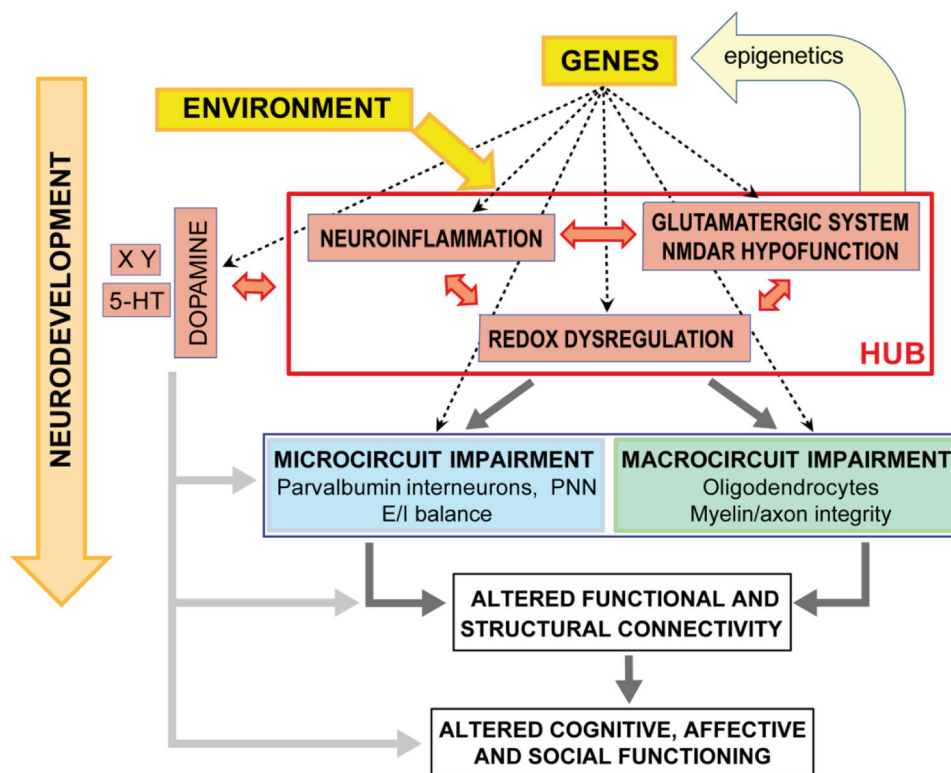 GENES
epigenetics
ENVIRONMENT
NEURODEVELOPMENT
X Y
5-HT
DOPAMINE
NEUROINFLAMMATION
GLUTAMATERGIC SYSTEM
NMDAR HYPOFUNCTION
REDOX DYSREGULATION
HUB
MICROCIRCUIT IMPAIRMENT
Parvalbumin interneurons, PNN
E/I balance
MACROCIRCUIT IMPAIRMENT
Oligodendrocytes
Myelin/axon integrity
ALTERED FUNCTIONAL AND
STRUCTURAL CONNECTIVITY
ALTERED COGNITIVE, AFFECTIVE
AND SOCIAL FUNCTIONING